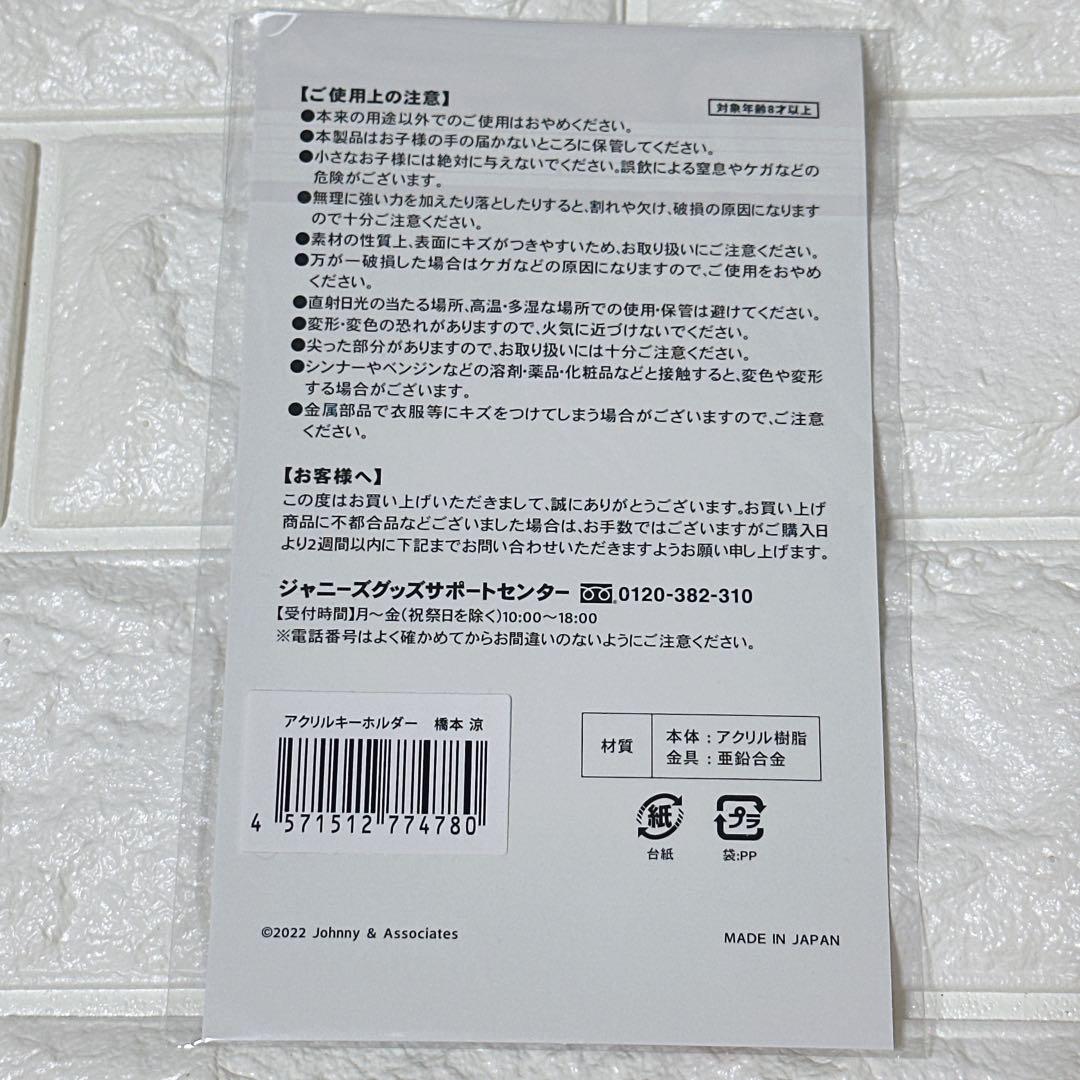 【ご使用上の注意】
対象年齢8才以上
●本来の用途以外でのご使用はおやめください。
●本製品はお子様の手の届かないところに保管してください。
●小さなお子様には絶対に与えないでください。誤飲による窒息やケガなどの
危険がございます。
●無理に強い力を加えたり落としたりすると、割れや欠け、破損の原因になります
ので十分ご注意ください。
●素材の性質上、表面にキズがつきやすいため、お取り扱いにご注意ください。
●万が一破損した場合はケガなどの原因になりますので、ご使用をおやめ
ください。
●直射日光の当たる場所、高温・多湿な場所での使用・保管は避けてください。
●変形・変色の恐れがありますので、火気に近づけないでください。
●尖った部分がありますので、お取り扱いには十分ご注意ください。
●シンナーやベンジンなどの溶剤・薬品・化粧品などと接触すると、変色や変形
する場合がございます。
●金属部品で衣服等にキズをつけてしまう場合がございますので、ご注意
ください。
【お客様へ】
この度はお買い上げいただきまして、誠にありがとうございます。お買い上げ
商品に不都合品などございました場合は、お手数ではございますがご購入日
より2週間以内に下記までお問い合わせいただきますようお願い申し上げます。
ジャニーズグッズサポートセンター 0120-382-310
【受付時間】月〜金(祝祭日を除く)10:00〜18:00
※電話番号はよく確かめてからお間違いのないようにご注意ください。
アクリルキーホルダー 橋本 涼
4 571512 774780
材質
本体：アクリル樹脂
金具：亜鉛合金
紙
台紙
プラ
袋:PP
©2022 Johnny & Associates
MADE IN JAPAN